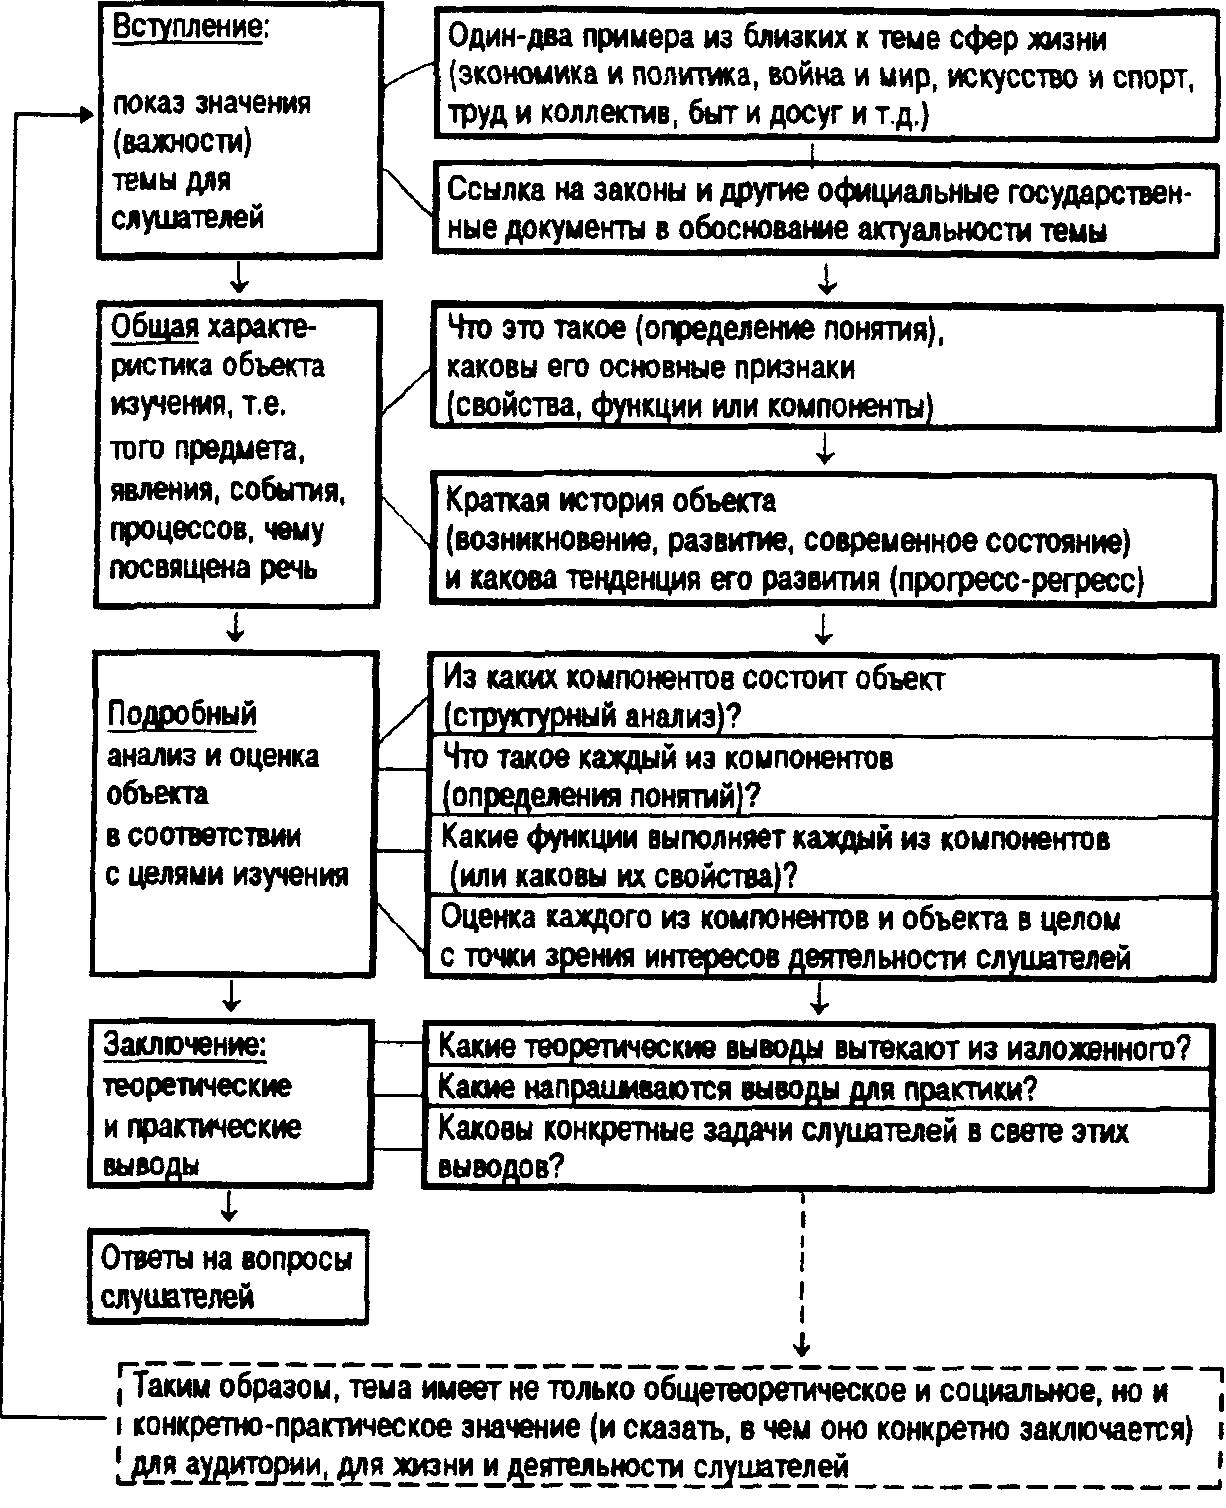 Вступление:
показ значения
(важности)
темы для
слушателей
Один-два примера из близких к теме сфер жизни
(экономика и политика, война и мир, искусство и спорт,
труд и коллектив, быт и досуг и т.д.)
Ссылка на законы и другие официальные государствен-
ные документы в обоснование актуальности темы
Общая характе-
ристика объекта
изучения, т.е.
того предмета,
явления, события,
процессов, чему
посвящена речь
Что это такое (определение понятия),
каковы его основные признаки
(свойства, функции или компоненты)
Краткая история объекта
(возникновение, развитие, современное состояние)
и какова тенденция его развития (прогресс-регресс)
Подробный
анализ и оценка
объекта
в соответствии
с целями изучения
Из каких компонентов состоит объект
(структурный анализ)?
Что такое каждый из компонентов
(определения понятий)?
Какие функции выполняет каждый из компонентов
(или каковы их свойства)?
Оценка каждого из компонентов и объекта в целом
с точки зрения интересов деятельности слушателей
Заключение:
теоретические
и практические
выводы
Какие теоретические выводы вытекают из изложенного?
Какие напрашиваются выводы для практики?
Каковы конкретные задачи слушателей в свете этих
выводов?
Ответы на вопросы
слушателей
Таким образом, тема имеет не только общетеоретическое и социальное, но и
конкретно-практическое значение (и сказать, в чем оно конкретно заключается)
для аудитории, для жизни и деятельности слушателей